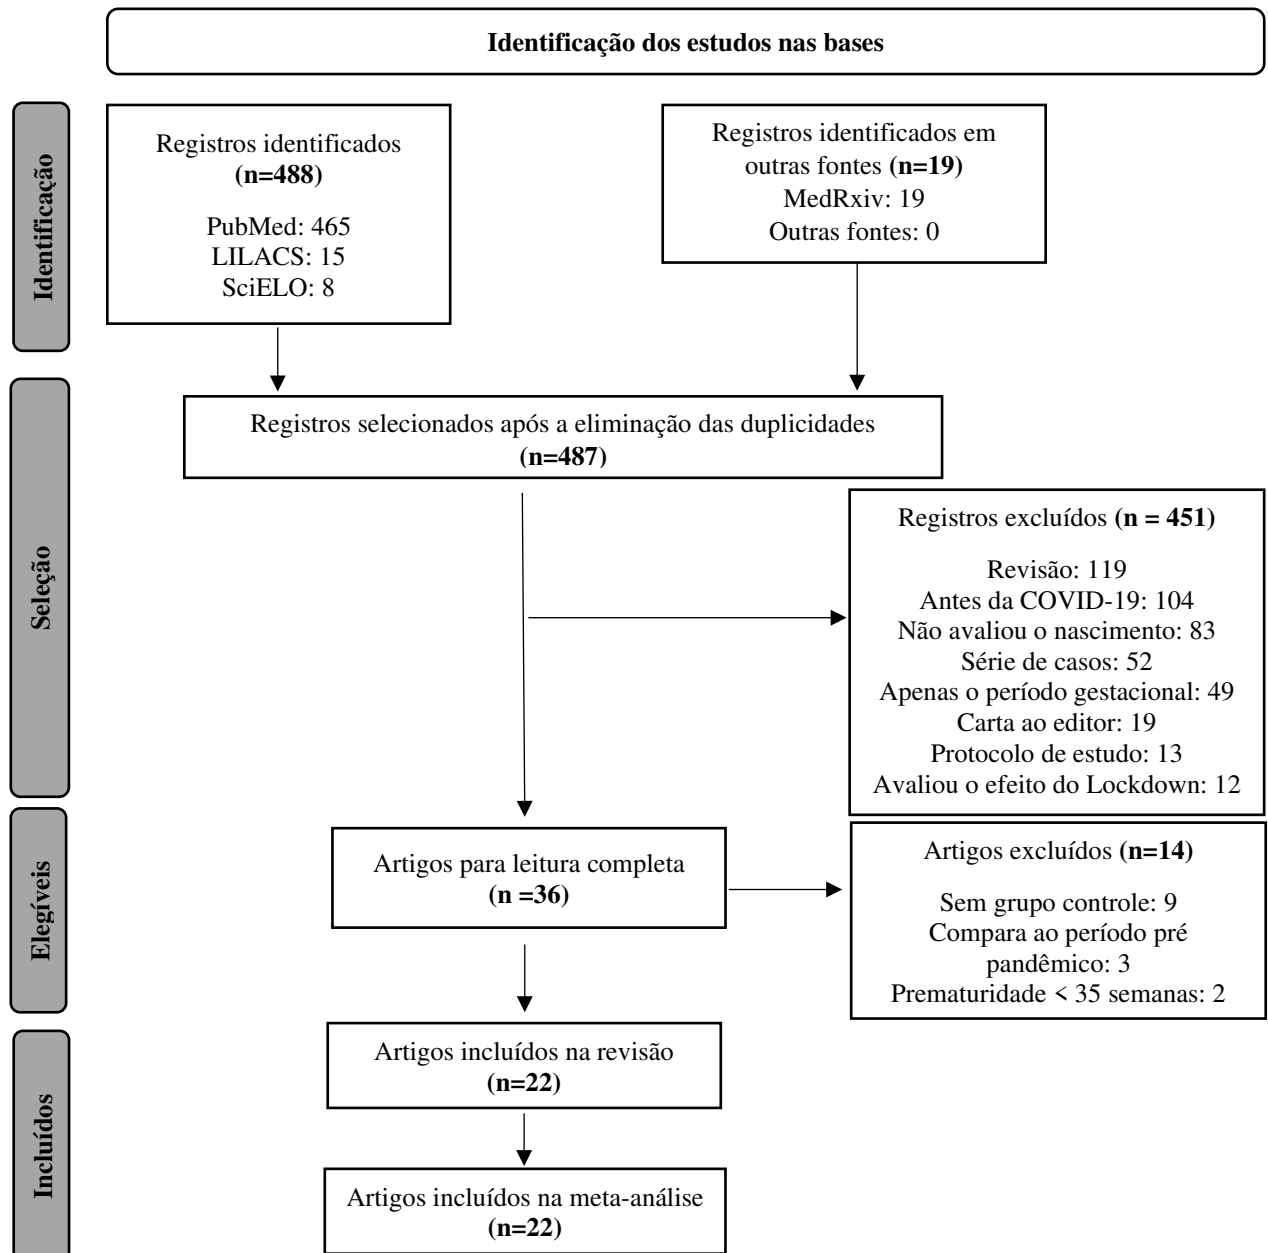 Identificação dos estudos nas bases
Identificação
Registros identificados
(n=488)
PubMed: 465
LILACS: 15
SciELO: 8
Registros identificados em
outras fontes (n=19)
MedRxiv: 19
Outras fontes: 0
Seleção
Registros selecionados após a eliminação das duplicidades
(n=487)
Registros excluídos (n = 451)
Revisão: 119
Antes da COVID-19: 104
Não avaliou o nascimento: 83
Série de casos: 52
Apenas o período gestacional: 49
Carta ao editor: 19
Protocolo de estudo: 13
Avaliou o efeito do Lockdown: 12
Elegíveis
Artigos para leitura completa
(n =36)
Artigos excluídos (n=14)
Sem grupo controle: 9
Compara ao período pré
pandêmico: 3
Prematuridade < 35 semanas: 2
Incluídos
Artigos incluídos na revisão
(n=22)
Artigos incluídos na meta-análise
(n=22)